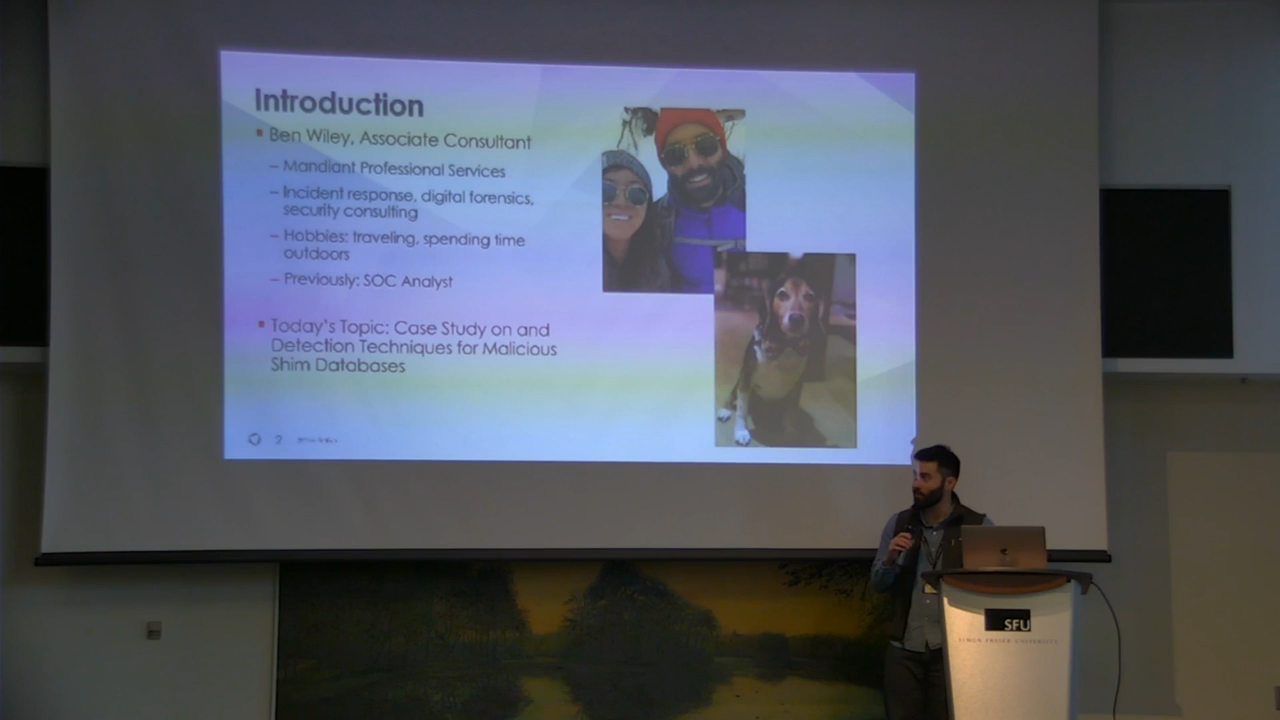 Introduction
Ben Wiley, Associate Consultant
– Mandiant Professional Services
– Incident response, digital forensics,
security consulting
– Hobbies: traveling, spending time
outdoors
– Previously: SOC Analyst
Today's Topic: Case Study on and
Detection Techniques for Malicious
Shim Databases
2
SFU
SIMON FRASER UNIVERSITY